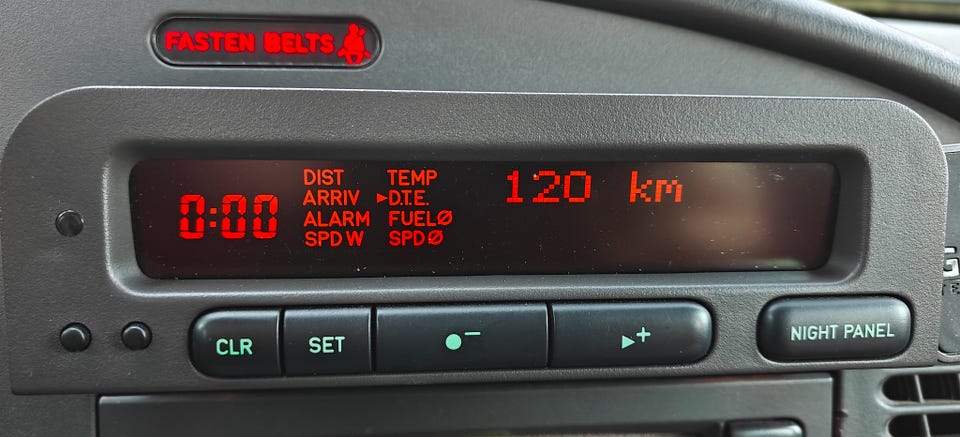 FASTEN BELTS
0:00
DIST TEMP 120 km
ARRIV ►D.T.E.
ALARM FUELØ
SPD W SPDØ
CLR SET ●− ►+ NIGHT PANEL